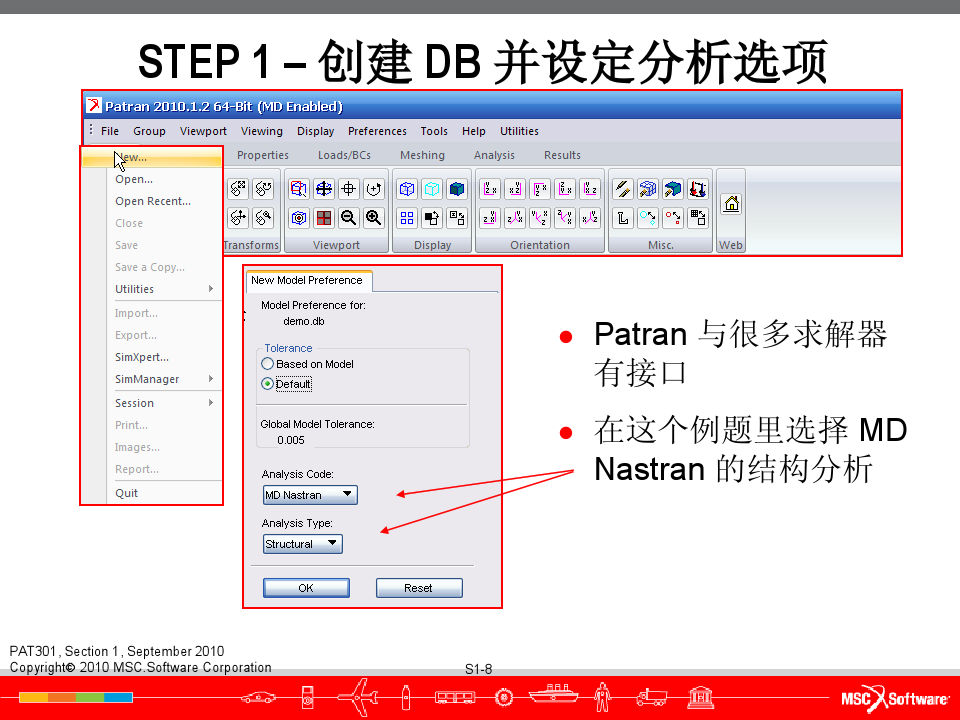 STEP 1 – 创建 DB 并设定分析选项
Patran 2010.1.2 64-Bit (MD Enabled)
File Group Viewport Viewing Display Preferences Tools Help Utilities
Properties Loads/BCs Meshing Analysis Results
Transforms Viewport Display Orientation Misc. Web
New...
Open...
Open Recent...
Close
Save
Save a Copy...
Utilities
Import...
Export...
SimXpert...
SimManager
Session
Print...
Images...
Report...
Quit
New Model Preference
Model Preference for:
demo.db
Tolerance
Based on Model
Default
Global Model Tolerance:
0.005
Analysis Code:
MD Nastran
Analysis Type:
Structural
OK Reset
Patran 与很多求解器
有接口
在这个例题里选择 MD
Nastran 的结构分析
PAT301, Section 1, September 2010
Copyright© 2010 MSC.Software Corporation
S1-8
MSC Software